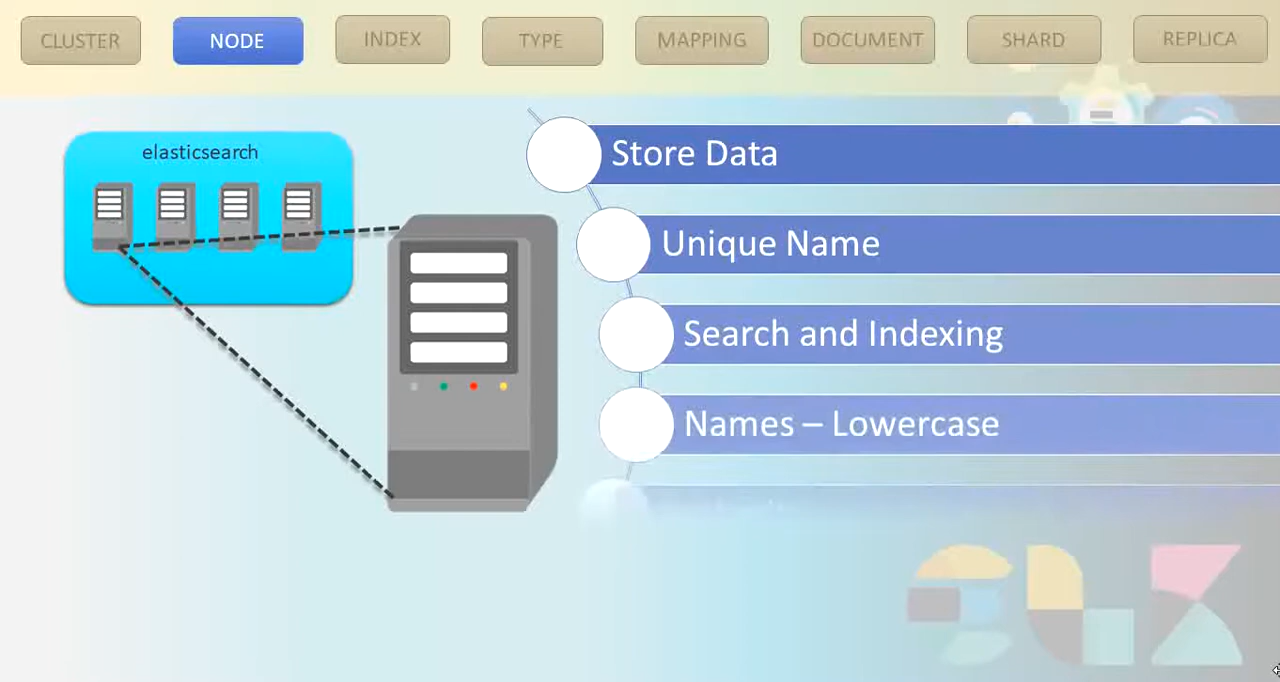 CLUSTER
NODE
INDEX
TYPE
MAPPING
DOCUMENT
SHARD
REPLICA
elasticsearch
Store Data
Unique Name
Search and Indexing
Names – Lowercase